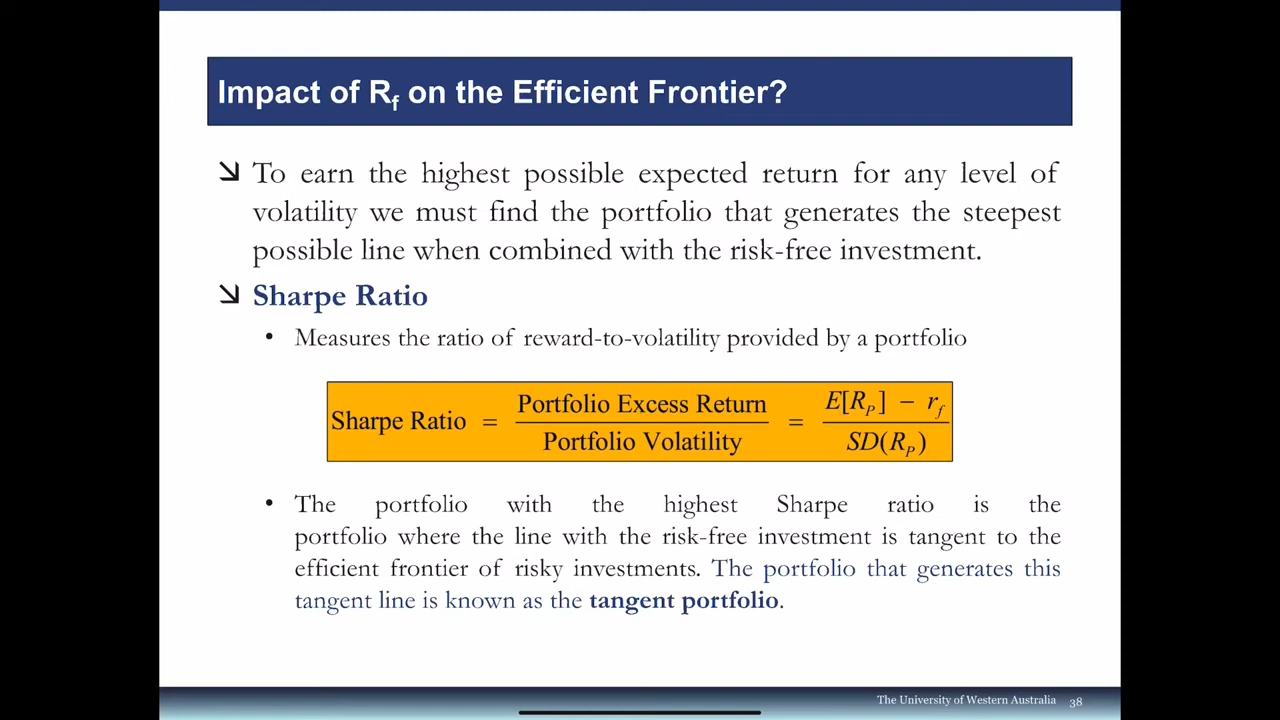 Impact of Rf on the Efficient Frontier?
To earn the highest possible expected return for any level of
volatility we must find the portfolio that generates the steepest
possible line when combined with the risk-free investment.
Sharpe Ratio
• Measures the ratio of reward-to-volatility provided by a portfolio
Sharpe Ratio = Portfolio Excess Return / Portfolio Volatility = E[R_P] − r_f / SD(R_P)
• The portfolio with the highest Sharpe ratio is the
portfolio where the line with the risk-free investment is tangent to the
efficient frontier of risky investments. The portfolio that generates this
tangent line is known as the tangent portfolio.
The University of Western Australia 38